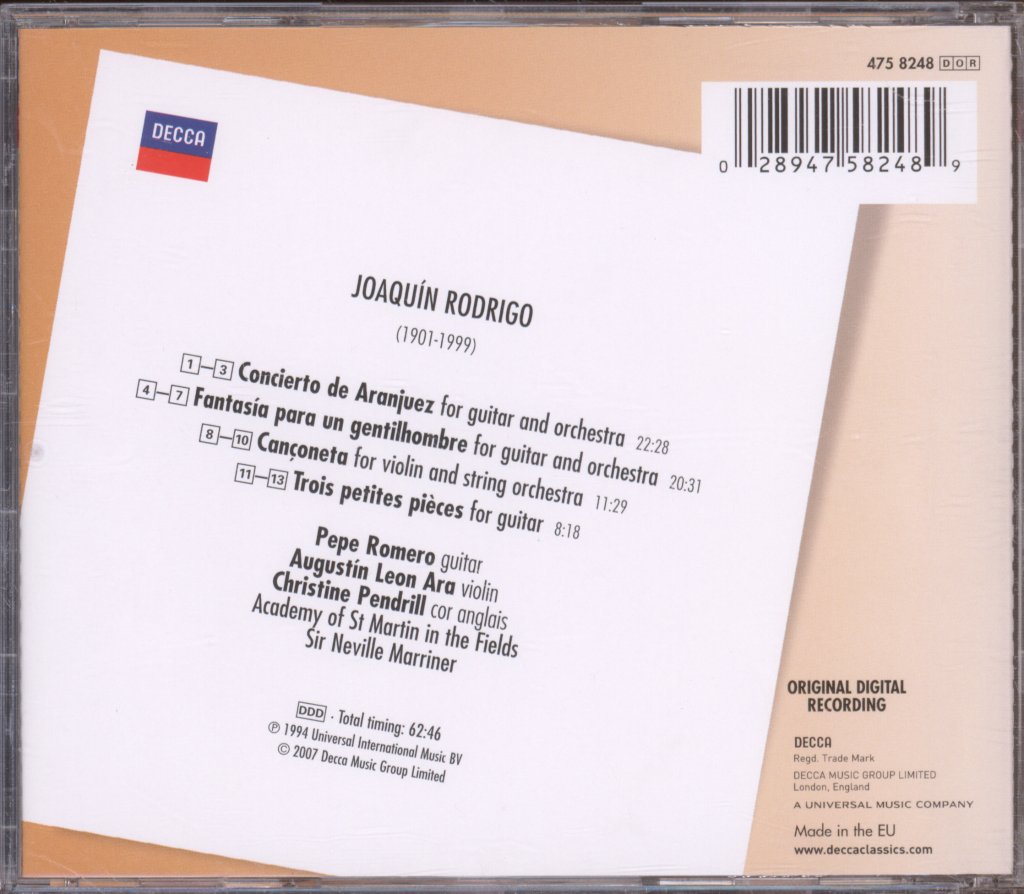 475 8248 DOR
0 28947 58248 9
DECCA
JOAQUÍN RODRIGO
(1901-1999)
1–3 Concierto de Aranjuez for guitar and orchestra 22:28
4–7 Fantasía para un gentilhombre for guitar and orchestra 20:31
8–10 Cançoneta for violin and string orchestra 11:29
11–13 Trois petites pièces for guitar 8:18
Pepe Romero guitar
Augustín Leon Ara violin
Christine Pendrill cor anglais
Academy of St Martin in the Fields
Sir Neville Marriner
DDD · Total timing: 62:46
℗ 1994 Universal International Music BV
© 2007 Decca Music Group Limited
ORIGINAL DIGITAL
RECORDING
DECCA
Regd. Trade Mark
DECCA MUSIC GROUP LIMITED
London, England
A UNIVERSAL MUSIC COMPANY
Made in the EU
www.deccaclassics.com